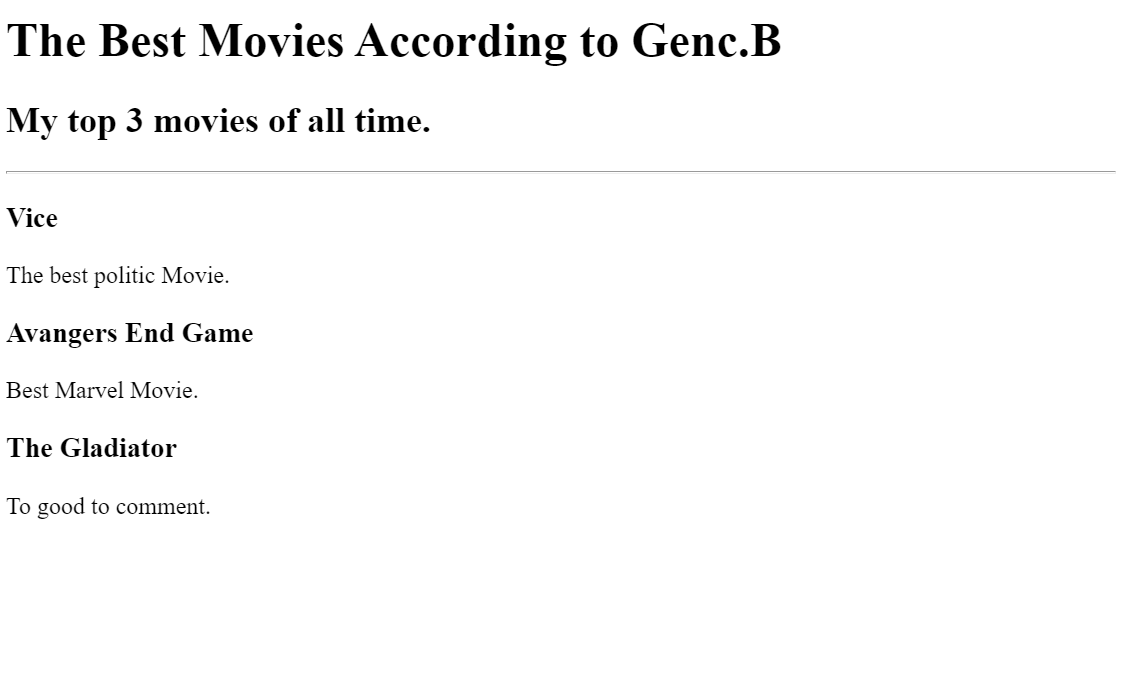 The Best Movies According to Genc.B
My top 3 movies of all time.
Vice
The best politic Movie.
Avangers End Game
Best Marvel Movie.
The Gladiator
To good to comment.